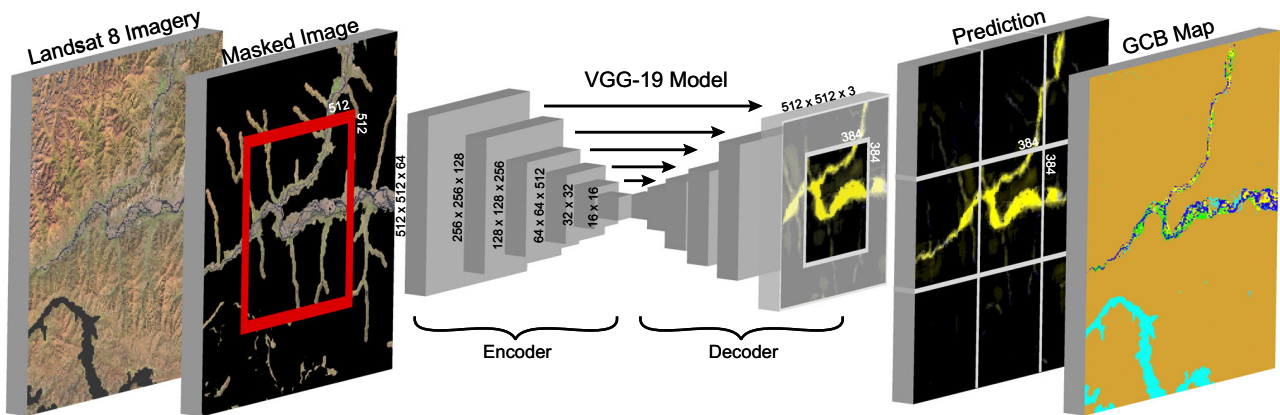 Landsat 8 Imagery
Masked Image
512
512
VGG-19 Model
512 x 512 x 64
256 x 256 x 128
128 x 128 x 256
64 x 64 x 512
32 x 32
16 x 16
Encoder
Decoder
512 x 512 x 3
384
384
Prediction
384
384
GCB Map